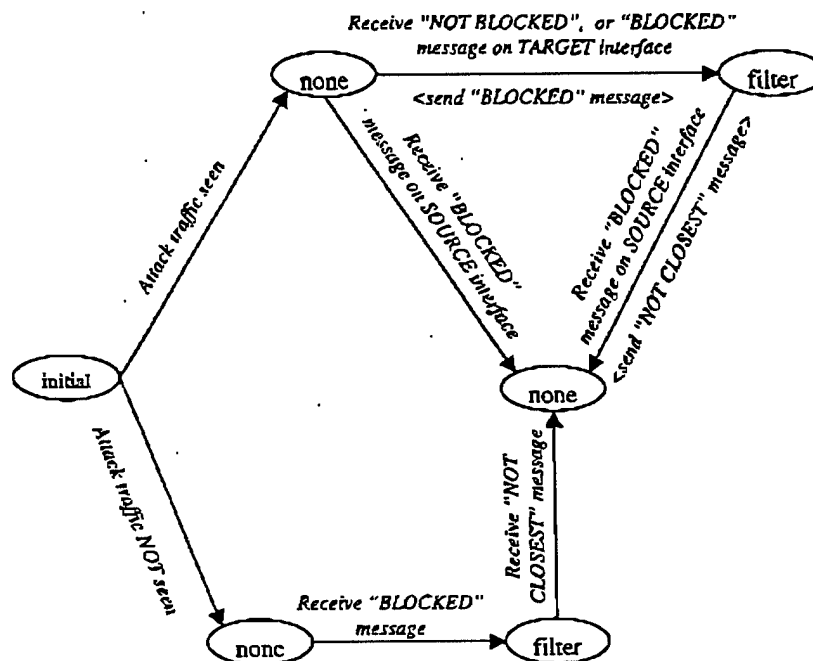 Receive "NOT BLOCKED", or "BLOCKED"
message on TARGET interface
none
filter
<send "BLOCKED" message>
Attack traffic seen
Receive "BLOCKED"
message on SOURCE interface
Receive "BLOCKED"
message on SOURCE interface
<send "NOT CLOSEST" message>
initial
none
Attack traffic NOT seen
Receive "NOT
CLOSEST" message
Receive "BLOCKED"
message
none
filter